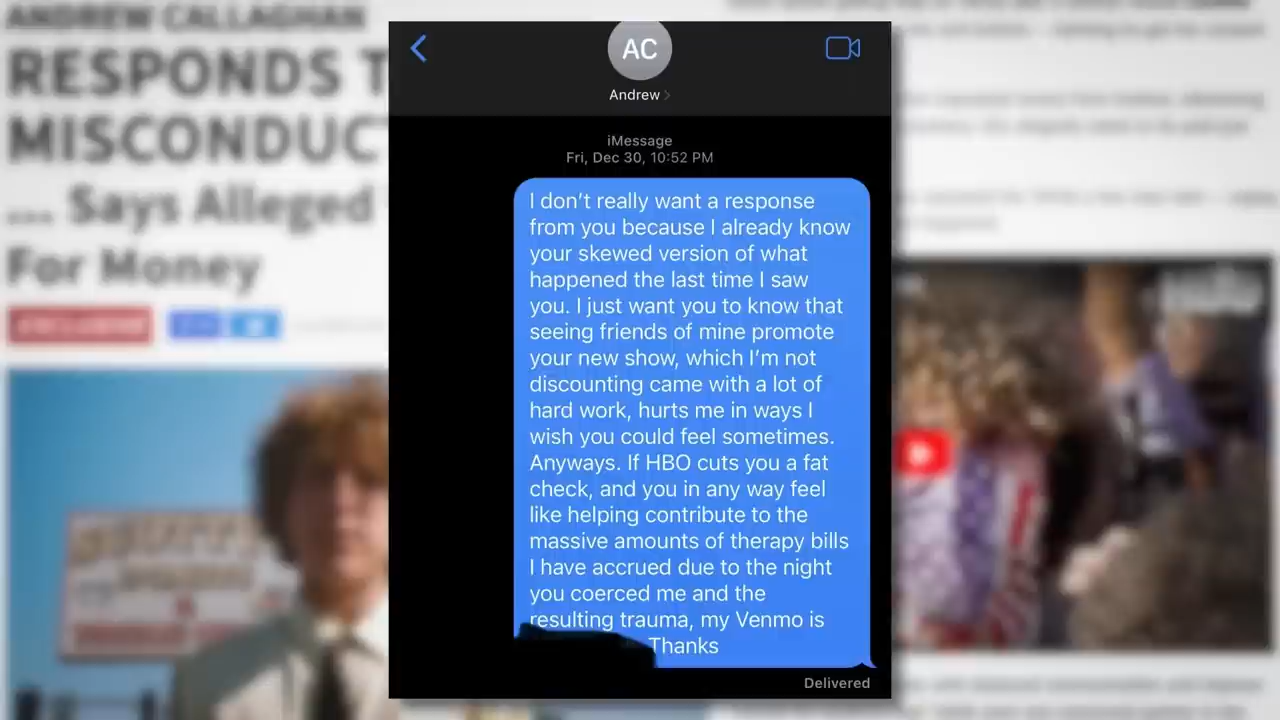 ANDREW CALLAGHAN
RESPONDS T
MISCONDUC
... Says Alleged
For Money
AC
Andrew
iMessage
Fri, Dec 30, 10:52 PM
I don’t really want a response
from you because I already know
your skewed version of what
happened the last time I saw
you. I just want you to know that
seeing friends of mine promote
your new show, which I’m not
discounting came with a lot of
hard work, hurts me in ways I
wish you could feel sometimes.
Anyways. If HBO cuts you a fat
check, and you in any way feel
like helping contribute to the
massive amounts of therapy bills
I have accrued due to the night
you coerced me and the
resulting trauma, my Venmo is
Thanks
Delivered